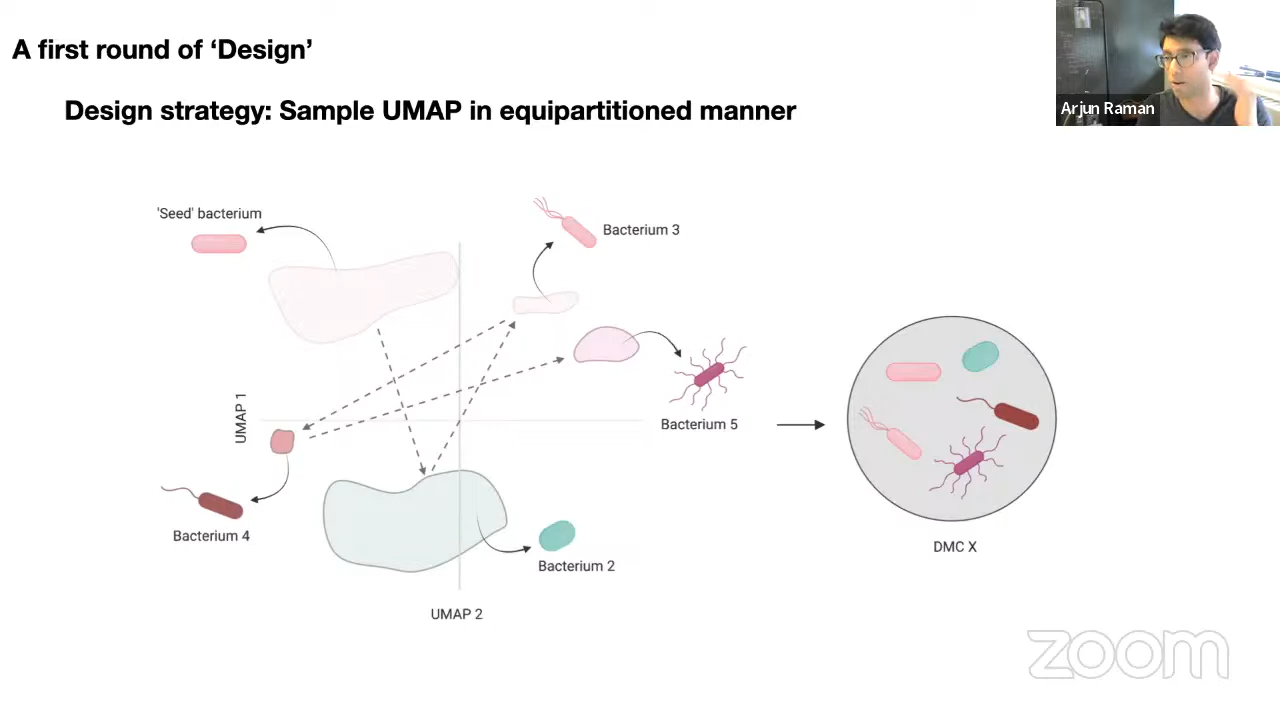 A first round of ‘Design’
Arjun Raman
Design strategy: Sample UMAP in equipartitioned manner
'Seed' bacterium
Bacterium 3
UMAP 1
Bacterium 5
Bacterium 4
Bacterium 2
DMC X
UMAP 2
zoom